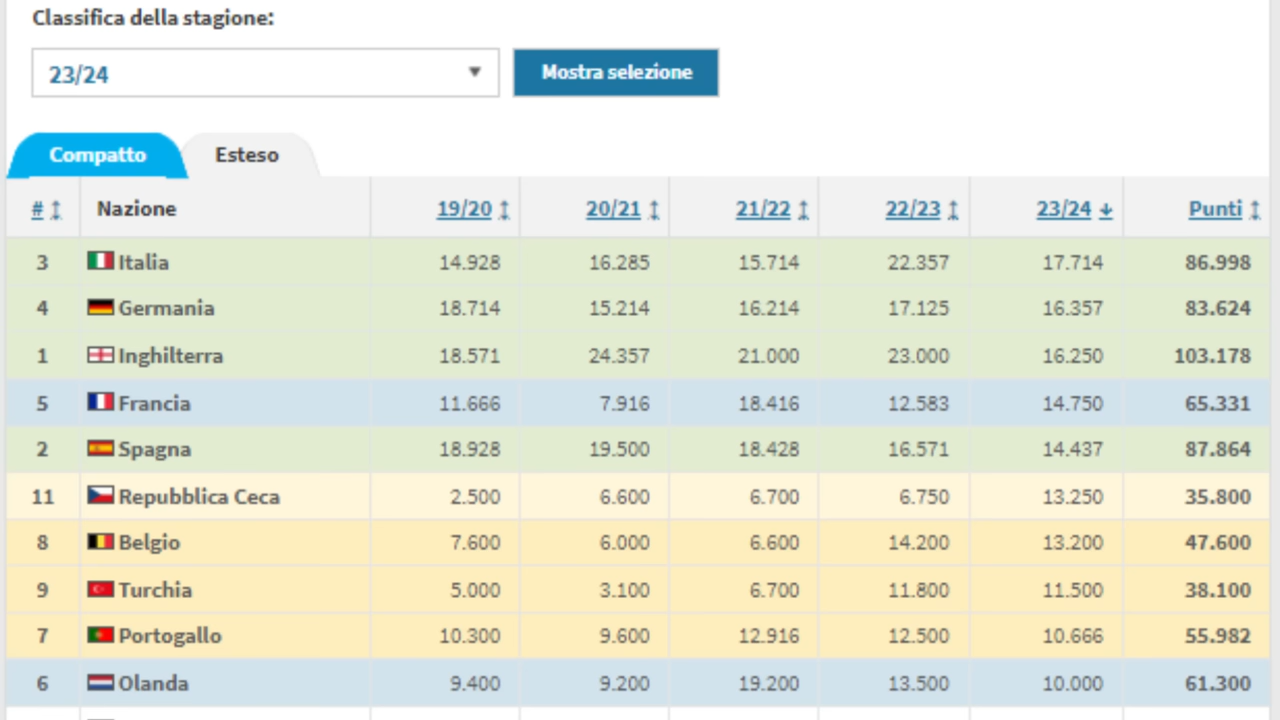 Classifica della stagione:
23/24 Mostra selezione
Compatto Esteso
# Nazione 19/20 20/21 21/22 22/23 23/24 Punti
3 Italia 14.928 16.285 15.714 22.357 17.714 86.998
4 Germania 18.714 15.214 16.214 17.125 16.357 83.624
1 Inghilterra 18.571 24.357 21.000 23.000 16.250 103.178
5 Francia 11.666 7.916 18.416 12.583 14.750 65.331
2 Spagna 18.928 19.500 18.428 16.571 14.437 87.864
11 Repubblica Ceca 2.500 6.600 6.700 6.750 13.250 35.800
8 Belgio 7.600 6.000 6.600 14.200 13.200 47.600
9 Turchia 5.000 3.100 6.700 11.800 11.500 38.100
7 Portogallo 10.300 9.600 12.916 12.500 10.666 55.982
6 Olanda 9.400 9.200 19.200 13.500 10.000 61.300